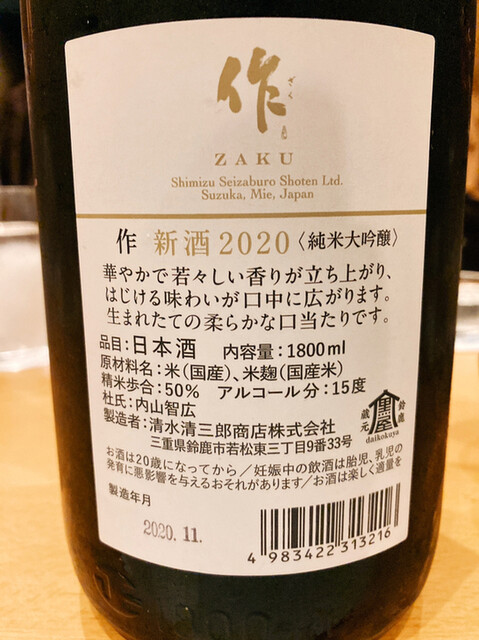 作 ざく
ZAKU
Shimizu Seizaburo Shoten Ltd.
Suzuka, Mie, Japan
作 新酒2020〈純米大吟醸〉
華やかで若々しい香りが立ち上がり、
はじける味わいが口中に広がります。
生まれたての柔らかな口当たりです。
品目:日本酒 内容量:1800ml
原材料名:米(国産)、米麹(国産米)
精米歩合:50% アルコール分:15度
杜氏:内山智広
製造者:清水清三郎商店株式会社
三重県鈴鹿市若松東三丁目9番33号
蔵元 鈴鹿
daikokuya
お酒は20歳になってから/妊娠中の飲酒は胎児、乳児の
発育に悪影響を与えるおそれがあります/お酒は楽しく適量を
製造年月
2020.11.
4 983422 313216